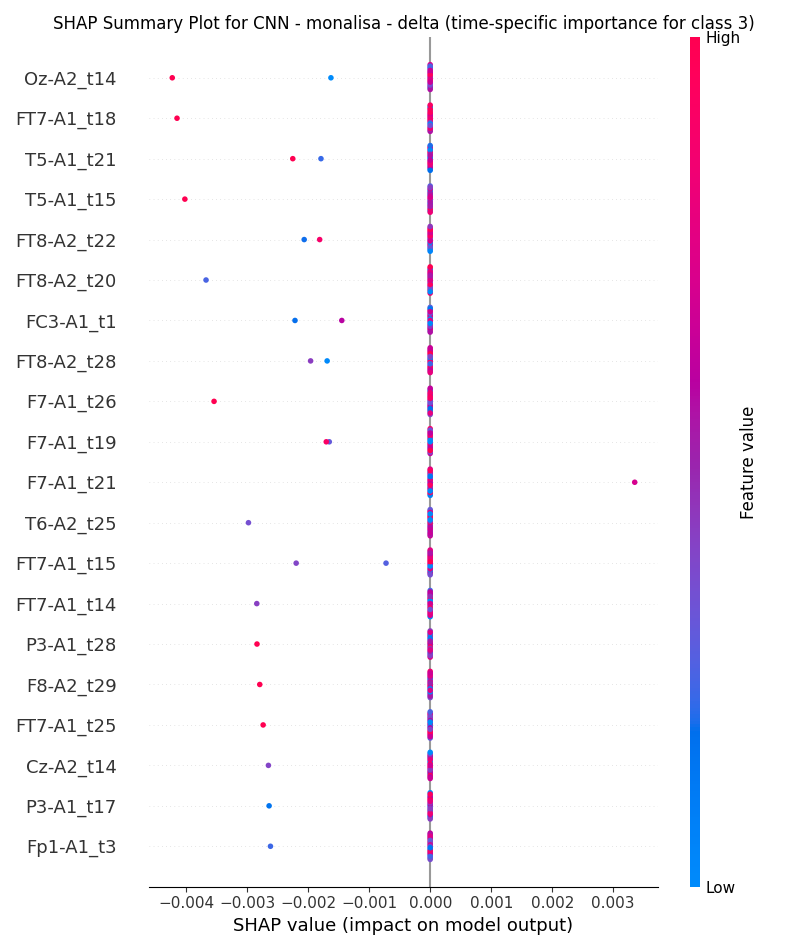 SHAP Summary Plot for CNN - monalisa - delta (time-specific importance for class 3)
High
Oz-A2_t14
FT7-A1_t18
T5-A1_t21
T5-A1_t15
FT8-A2_t22
FT8-A2_t20
FC3-A1_t1
FT8-A2_t28
F7-A1_t26
F7-A1_t19
F7-A1_t21
T6-A2_t25
FT7-A1_t15
FT7-A1_t14
P3-A1_t28
F8-A2_t29
FT7-A1_t25
Cz-A2_t14
P3-A1_t17
Fp1-A1_t3
Feature value
Low
−0.004 −0.003 −0.002 −0.001 0.000 0.001 0.002 0.003
SHAP value (impact on model output)